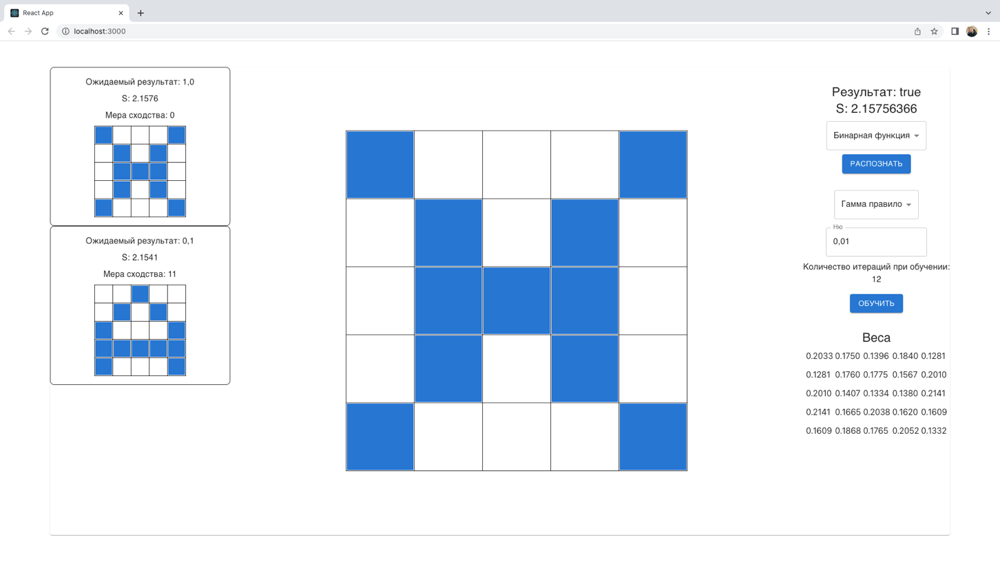 React App
localhost:3000
Ожидаемый результат: 1,0
S: 2.1576
Мера сходства: 0
Ожидаемый результат: 0,1
S: 2.1541
Мера сходства: 11
Результат: true
S: 2.15756366
Бинарная функция
РАСПОЗНАТЬ
Гамма правило
Ню
0,01
Количество итераций при обучении:
12
ОБУЧИТЬ
Веса
0.2033 0.1750 0.1396 0.1840 0.1281
0.1281 0.1760 0.1775 0.1567 0.2010
0.2010 0.1407 0.1334 0.1380 0.2141
0.2141 0.1665 0.2038 0.1620 0.1609
0.1609 0.1868 0.1765 0.2052 0.1332